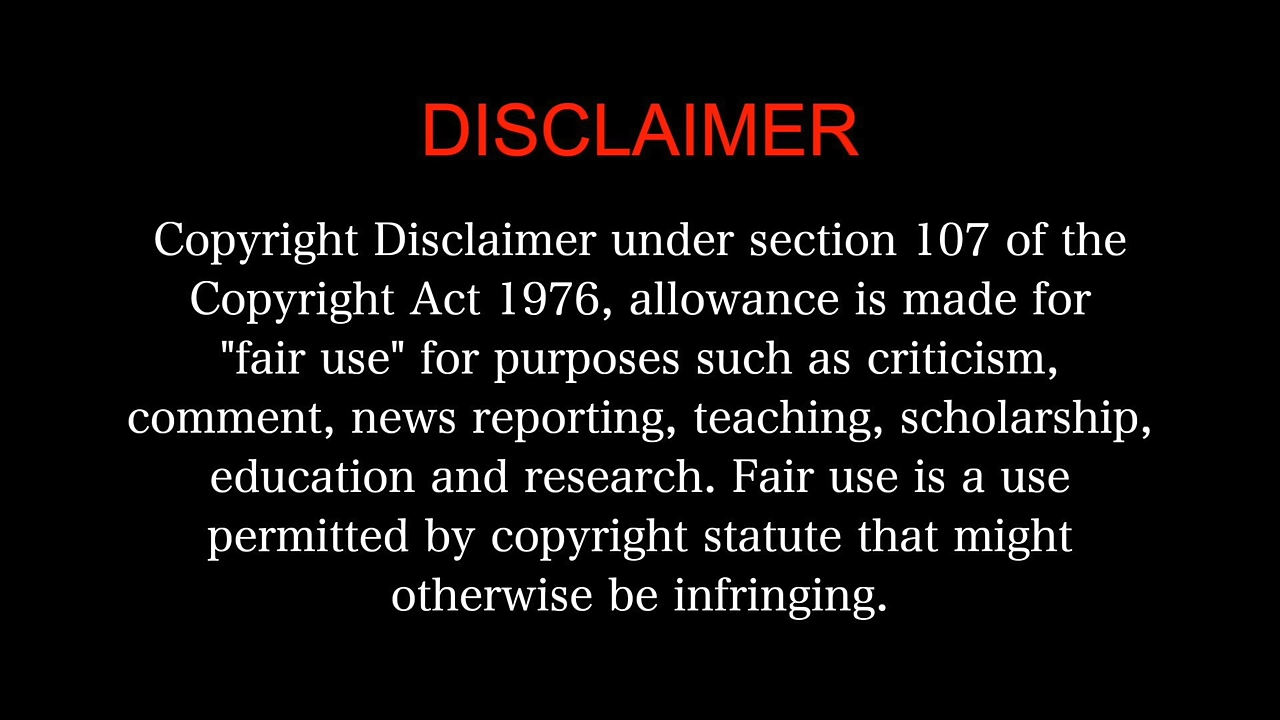 DISCLAIMER
Copyright Disclaimer under section 107 of the
Copyright Act 1976, allowance is made for
"fair use" for purposes such as criticism,
comment, news reporting, teaching, scholarship,
education and research. Fair use is a use
permitted by copyright statute that might
otherwise be infringing.